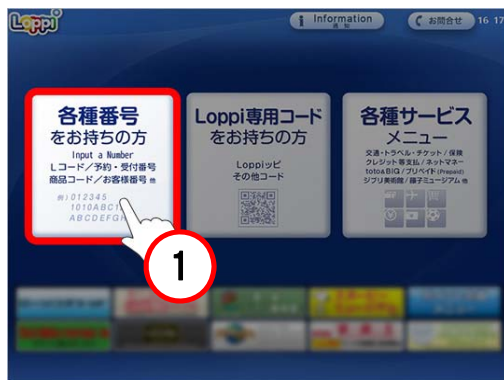 Loppi
Information
通知
お問合せ
16 17
各種番号
をお持ちの方
Input a Number
Lコード／予約・受付番号
商品コード／お客様番号 他
例) 012345
1010ABC1
ABCDEFGH
1
Loppi専用コード
をお持ちの方
Loppiッピ
その他コード
各種サービス
メニュー
交通・トラベル・チケット／保険
クレジット等支払／ネットマネー
toto&BIG／プリペイド(Prepaid)
ジブリ美術館／藤子ミュージアム 他